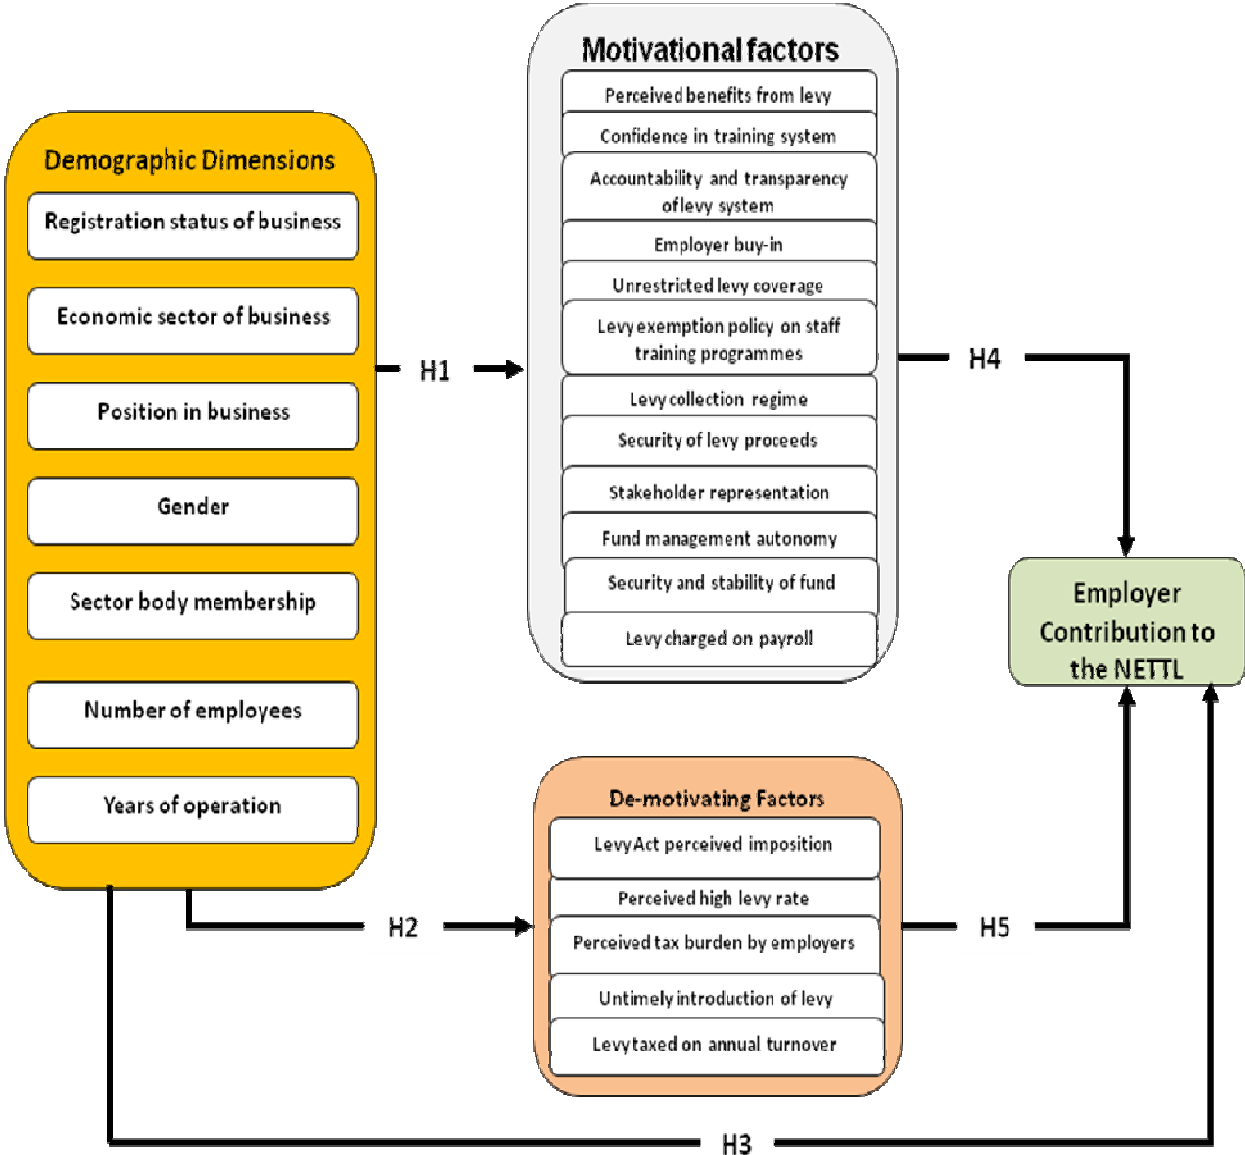 Motivational factors
Perceived benefits from levy
Confidence in training system
Accountability and transparency
of levy system
Employer buy-in
Unrestricted levy coverage
Levy exemption policy on staff
training programmes
Levy collection regime
Security of levy proceeds
Stakeholder representation
Fund management autonomy
Security and stability of fund
Levy charged on payroll
Demographic Dimensions
Registration status of business
Economic sector of business
Position in business
Gender
Sector body membership
Number of employees
Years of operation
H1
H4
Employer
Contribution to
the NETTL
De-motivating Factors
Levy Act perceived imposition
Perceived high levy rate
Perceived tax burden by employers
Untimely introduction of levy
Levy taxed on annual turnover
H2
H5
H3